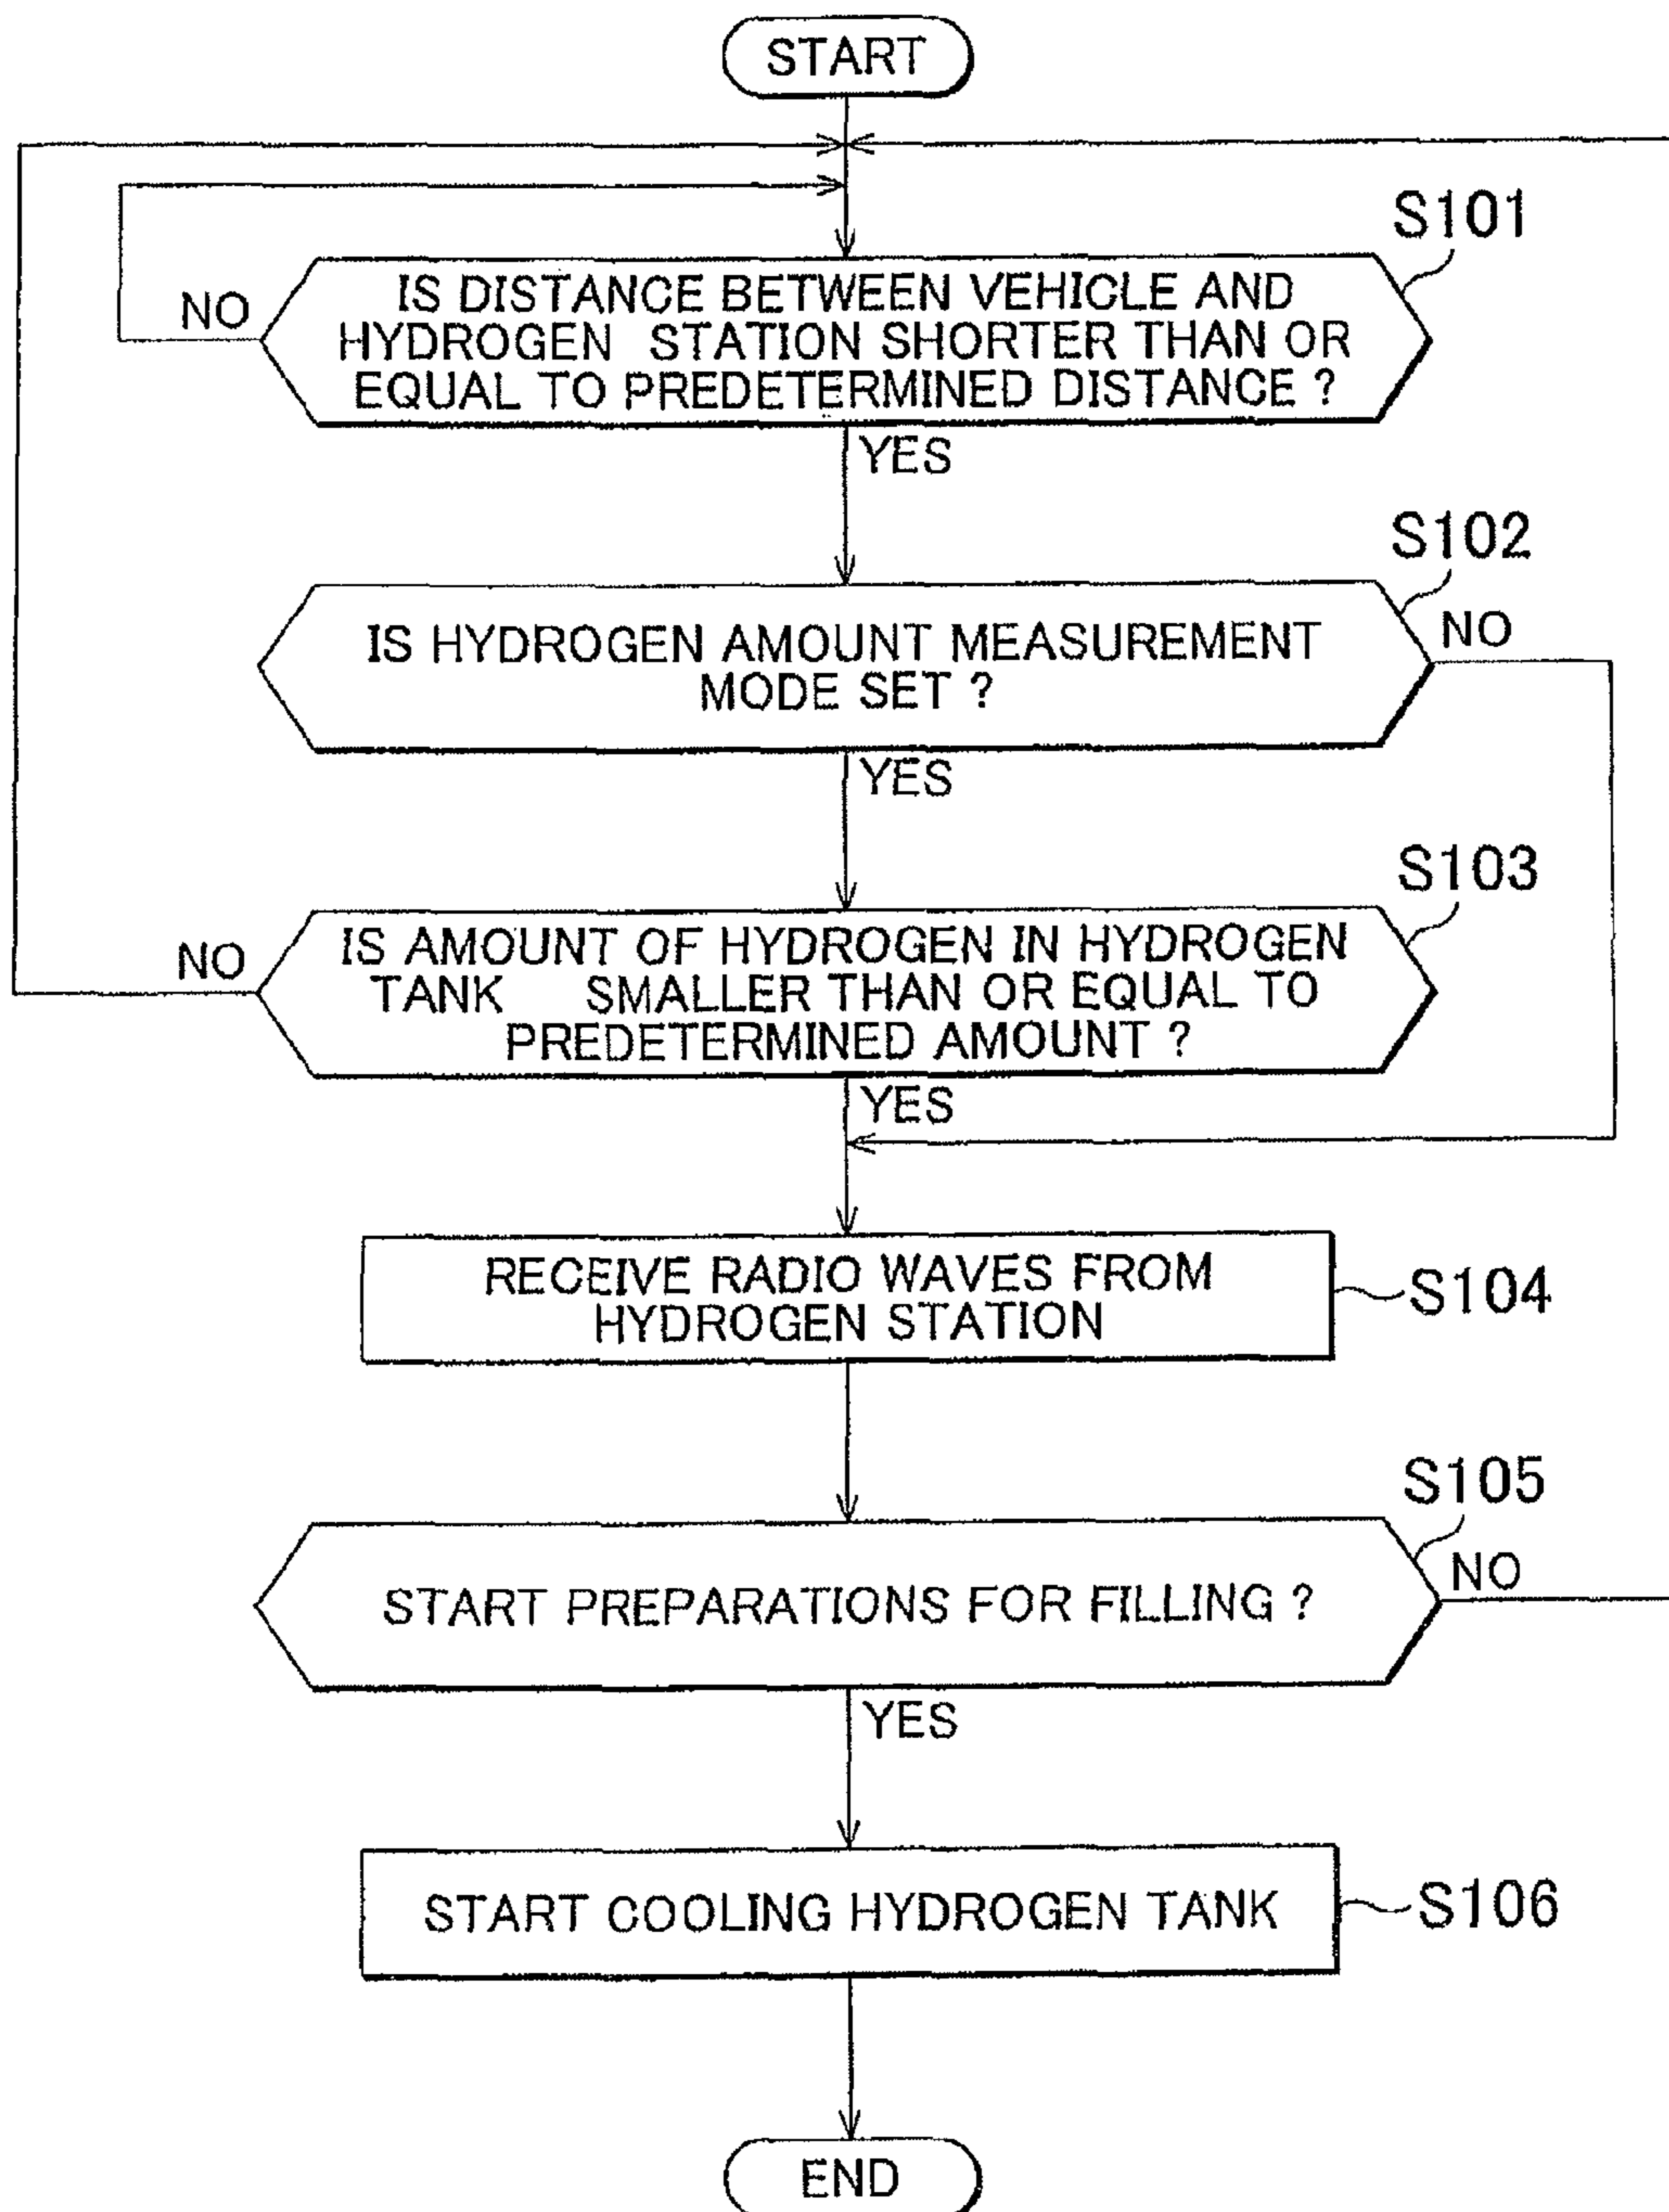 START
S101
IS DISTANCE BETWEEN VEHICLE AND
NO
HYDROGEN STATION SHORTER THAN OR
EQUAL TO PREDETERMINED DISTANCE ?
YES
S102
IS HYDROGEN AMOUNT MEASUREMENT
NO
MODE SET ?
YES
S103
IS AMOUNT OF HYDROGEN IN HYDROGEN
NO
TANK SMALLER THAN OR EQUAL TO
PREDETERMINED AMOUNT ?
YES
RECEIVE RADIO WAVES FROM
HYDROGEN STATION
S104
S105
NO
START PREPARATIONS FOR FILLING ?
YES
START COOLING HYDROGEN TANK
S106
END